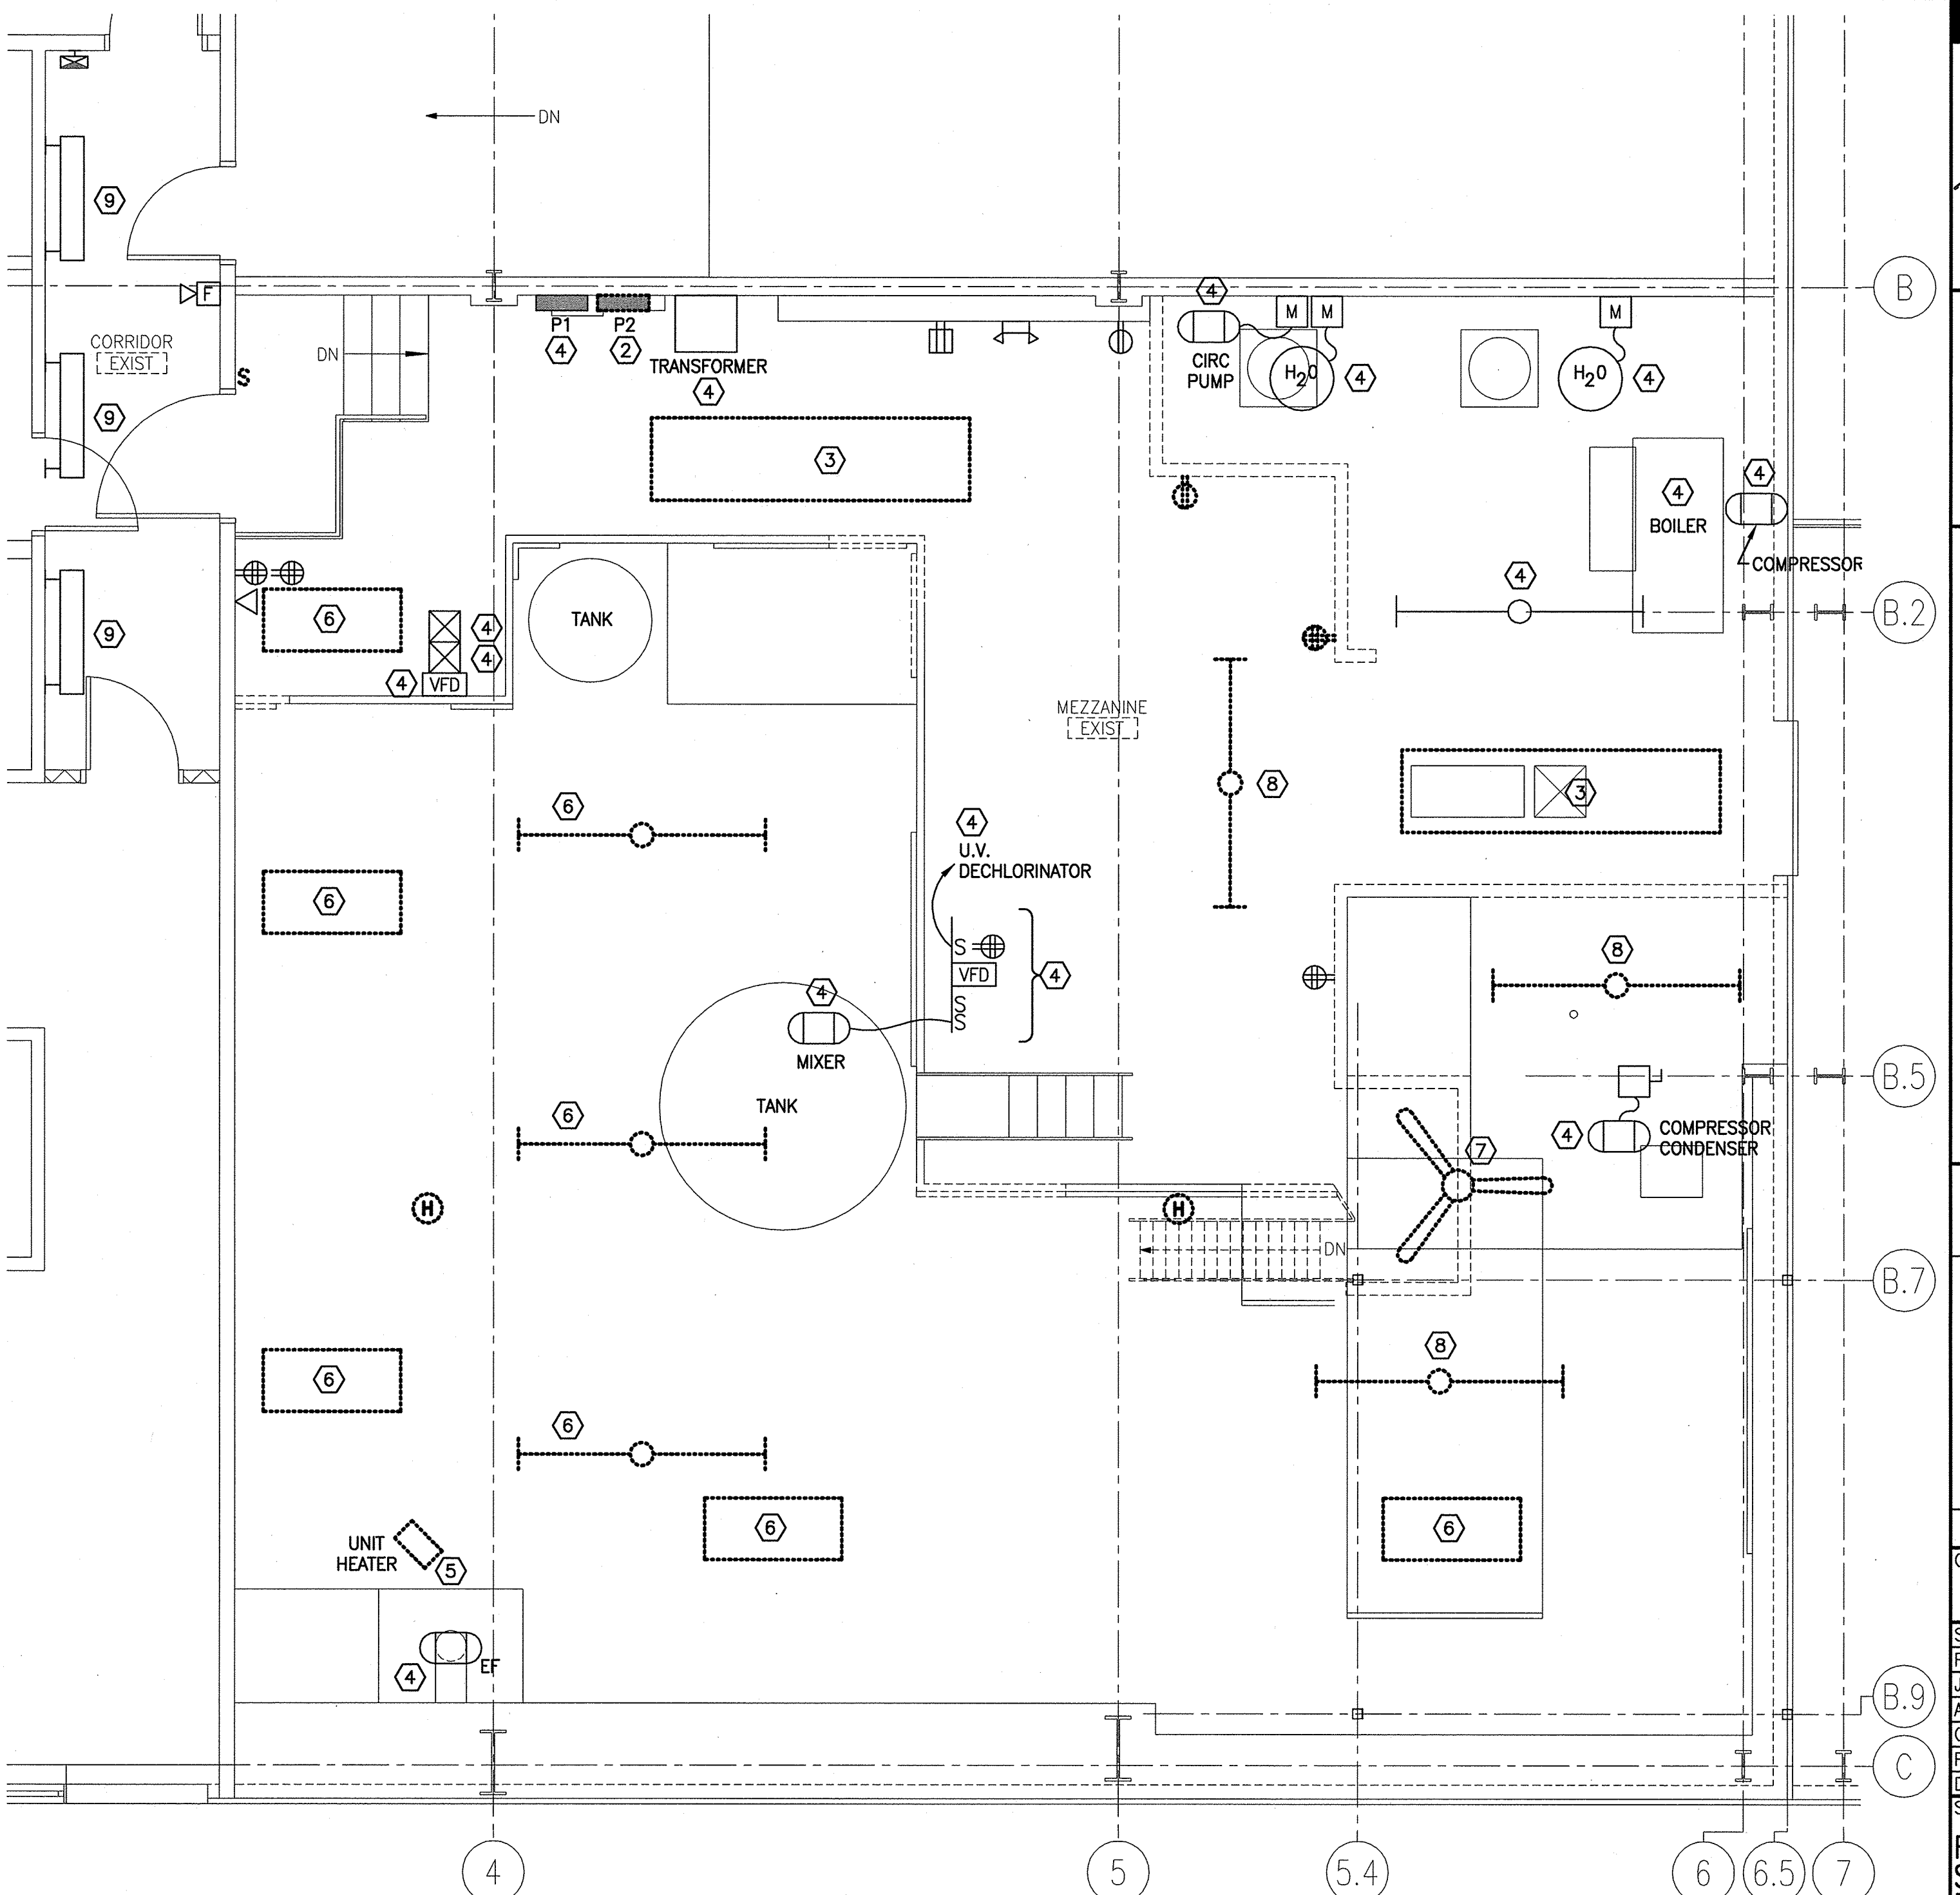 DN
9
B
F
4
M
M
M
P1
P2
CORRIDOR
EXIST
DN
4
2
TRANSFORMER
4
CIRC
PUMP
H20
4
H20
4
S
9
3
4
BOILER
4
COMPRESSOR
4
B.2
6
TANK
4
4
4
VFD
9
MEZZANINE
EXIST
8
3
6
4
U.V.
DECHLORINATOR
6
S
VFD
S
S
4
8
4
MIXER
B.5
TANK
6
4
COMPRESSOR
CONDENSER
7
H
H
DN
B.7
8
6
6
6
6
UNIT
HEATER
5
4
EF
B.9
C
4
5
5.4
6
6.5
7